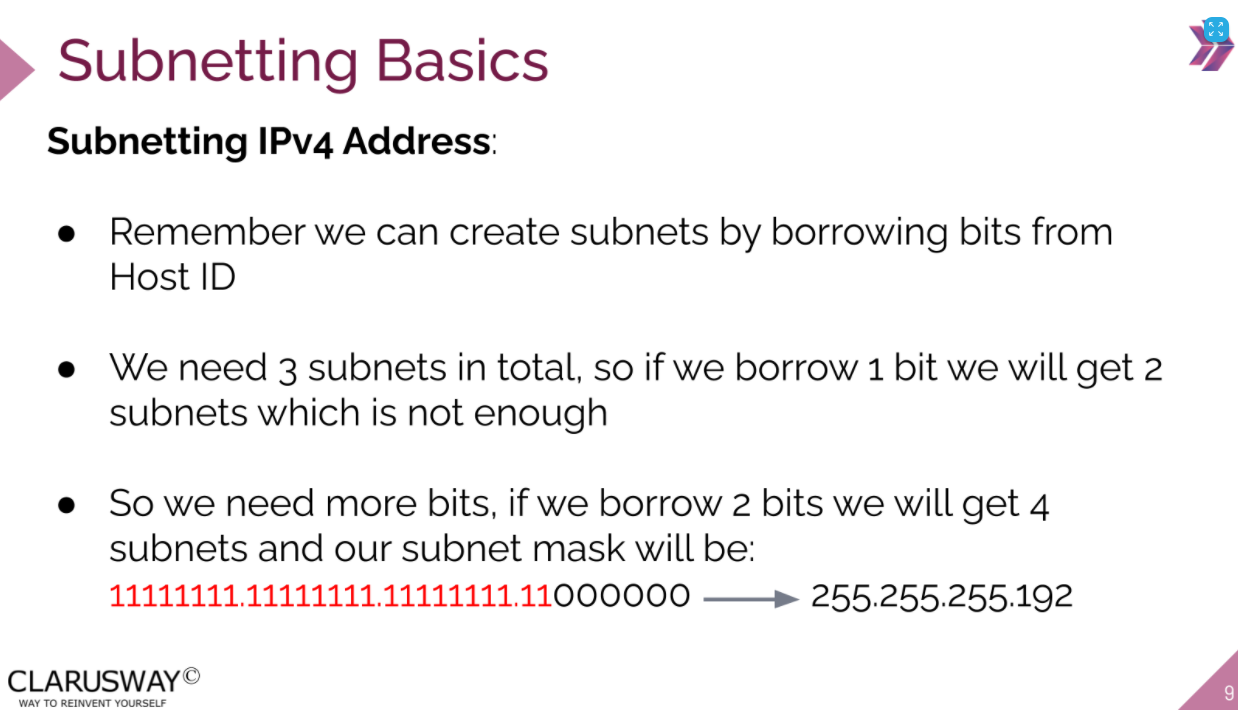 Subnetting Basics
Subnetting IPv4 Address:
● Remember we can create subnets by borrowing bits from
Host ID
● We need 3 subnets in total, so if we borrow 1 bit we will get 2
subnets which is not enough
● So we need more bits, if we borrow 2 bits we will get 4
subnets and our subnet mask will be:
11111111.11111111.11111111.11000000 → 255.255.255.192
CLARUSWAY©
WAY TO REINVENT YOURSELF
9